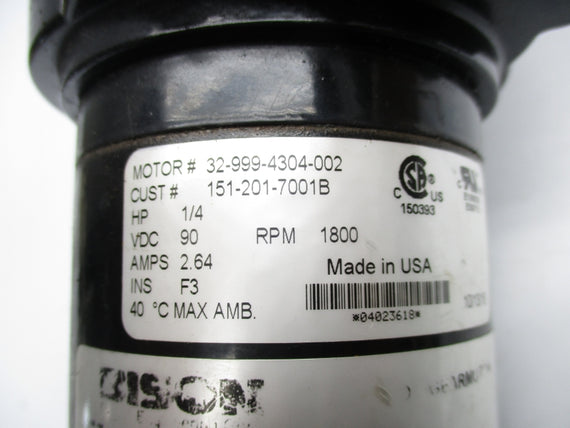 MOTOR # 32-999-4304-002
CUST # 151-201-7001B
HP 1/4
VDC 90 RPM 1800
AMPS 2.64
INS F3
40 °C MAX AMB.
C US
150393
Made in USA
*04023618*
BISON